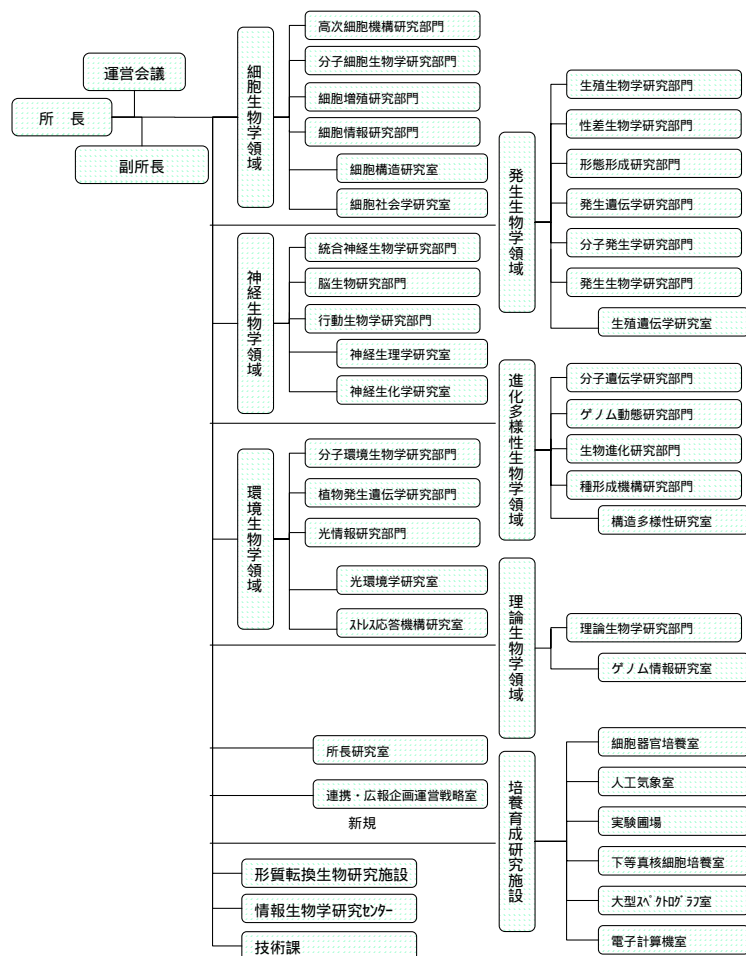 運営会議
所　長
副所長
細胞生物学領域
高次細胞機構研究部門
分子細胞生物学研究部門
細胞増殖研究部門
細胞情報研究部門
細胞構造研究室
細胞社会学研究室
神経生物学領域
統合神経生物学研究部門
脳生物研究部門
行動生物学研究部門
神経生理学研究室
神経生化学研究室
環境生物学領域
分子環境生物学研究部門
植物発生遺伝学研究部門
光情報研究部門
光環境学研究室
ｽﾄﾚｽ応答機構研究室
所長研究室
連携・広報企画運営戦略室
新規
形質転換生物研究施設
情報生物学研究ｾﾝﾀｰ
技術課
発生生物学領域
生殖生物学研究部門
性差生物学研究部門
形態形成研究部門
発生遺伝学研究部門
分子発生学研究部門
発生生物学研究部門
生殖遺伝学研究室
進化多様性生物学領域
分子遺伝学研究部門
ゲノム動態研究部門
生物進化研究部門
種形成機構研究部門
構造多様性研究室
理論生物学領域
理論生物学研究部門
ゲノム情報研究室
培養育成研究施設
細胞器官培養室
人工気象室
実験圃場
下等真核細胞培養室
大型ｽﾍﾟｸﾄﾛｸﾞﾗﾌ室
電子計算機室